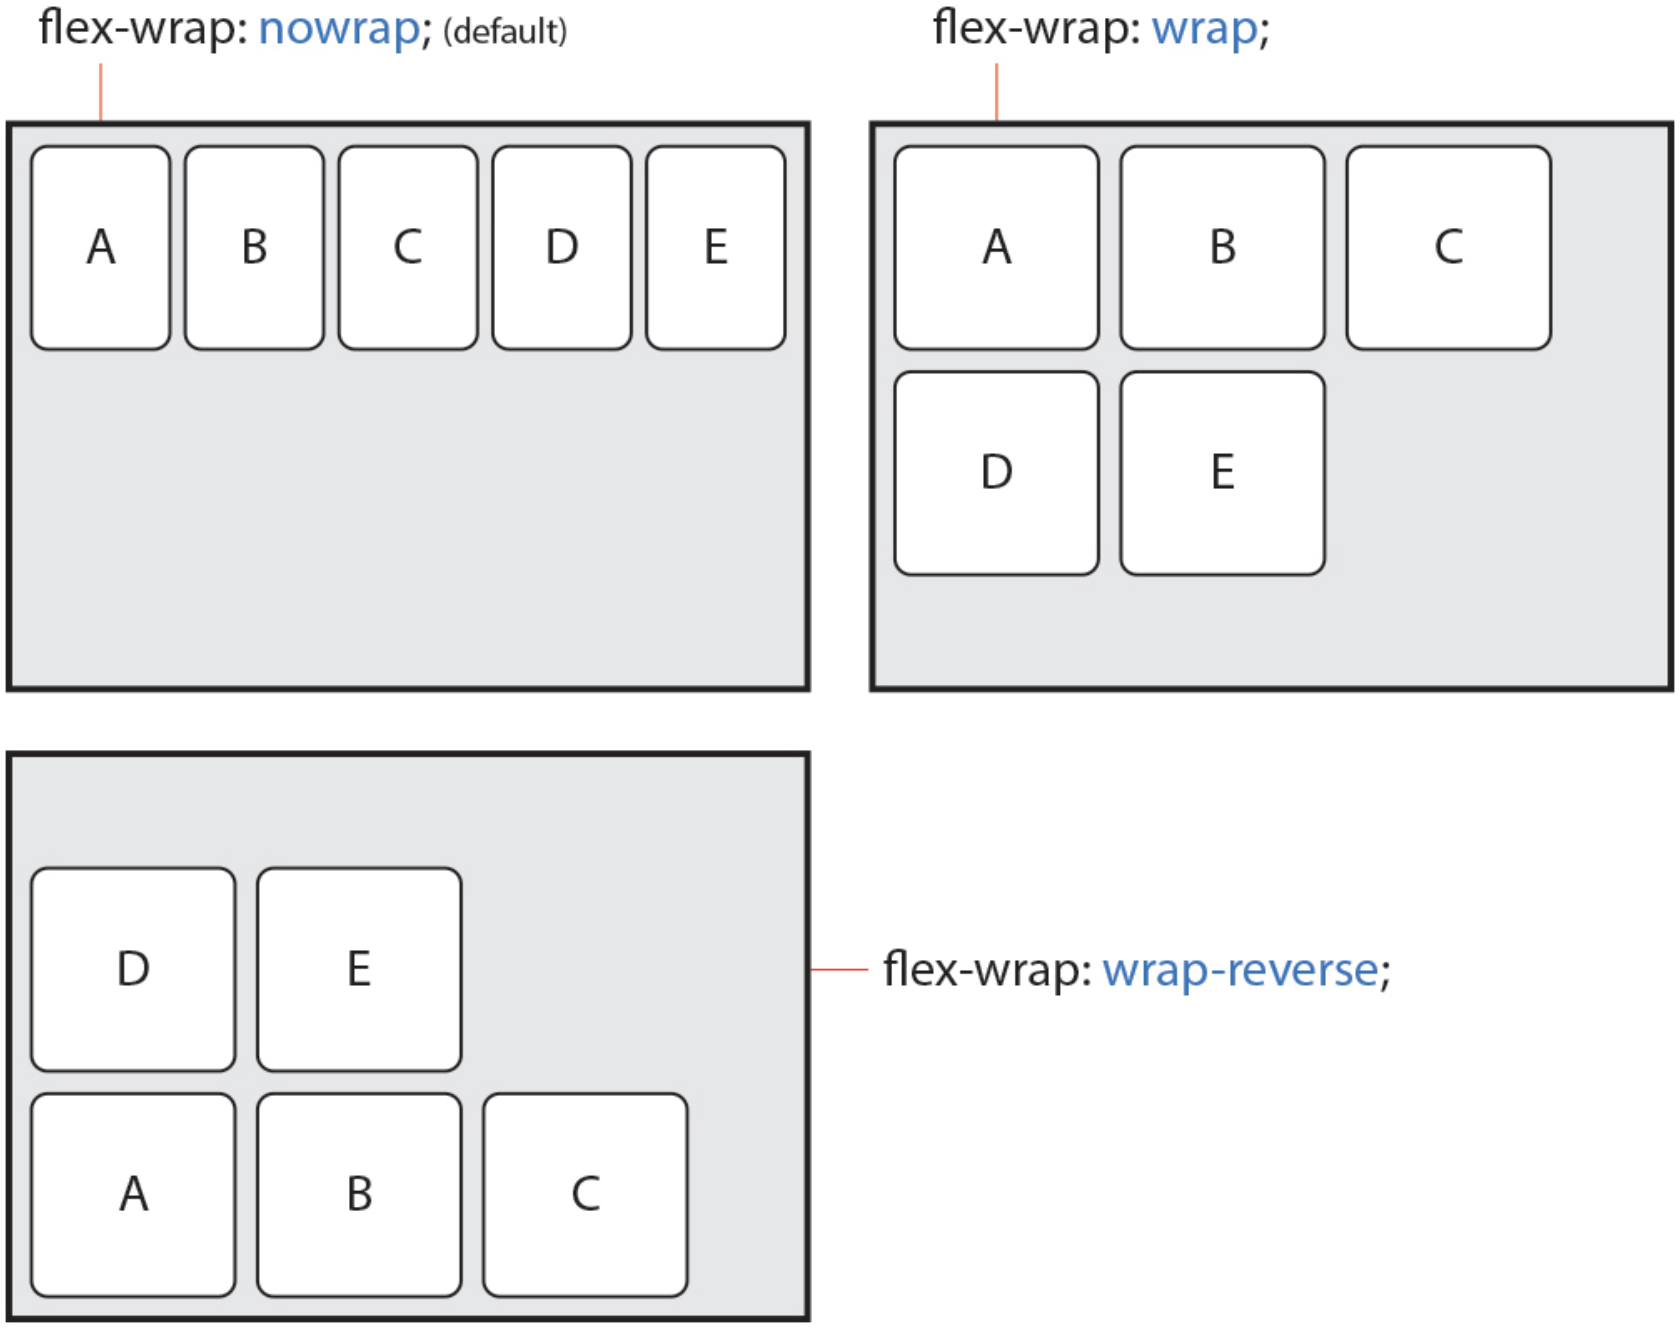 flex-wrap: nowrap; (default)
A B C D E
flex-wrap: wrap;
A B C
D E
D E
A B C
flex-wrap: wrap-reverse;